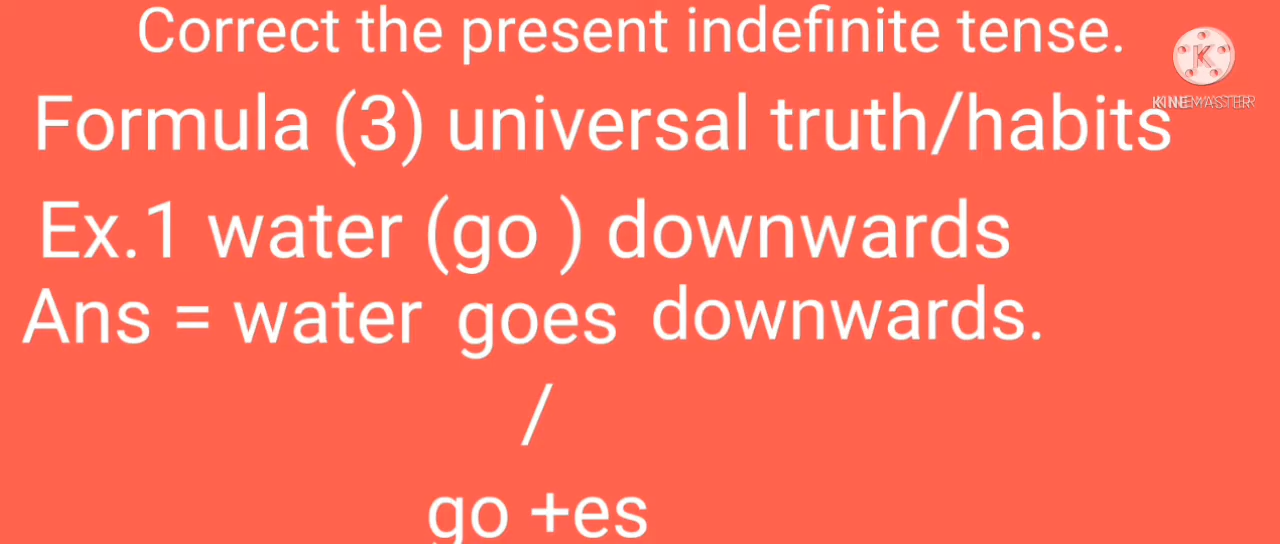 Correct the present indefinite tense.
K
KINEMASTER
Formula (3) universal truth/habits
Ex.1 water (go ) downwards
Ans = water goes downwards.
/
go +es